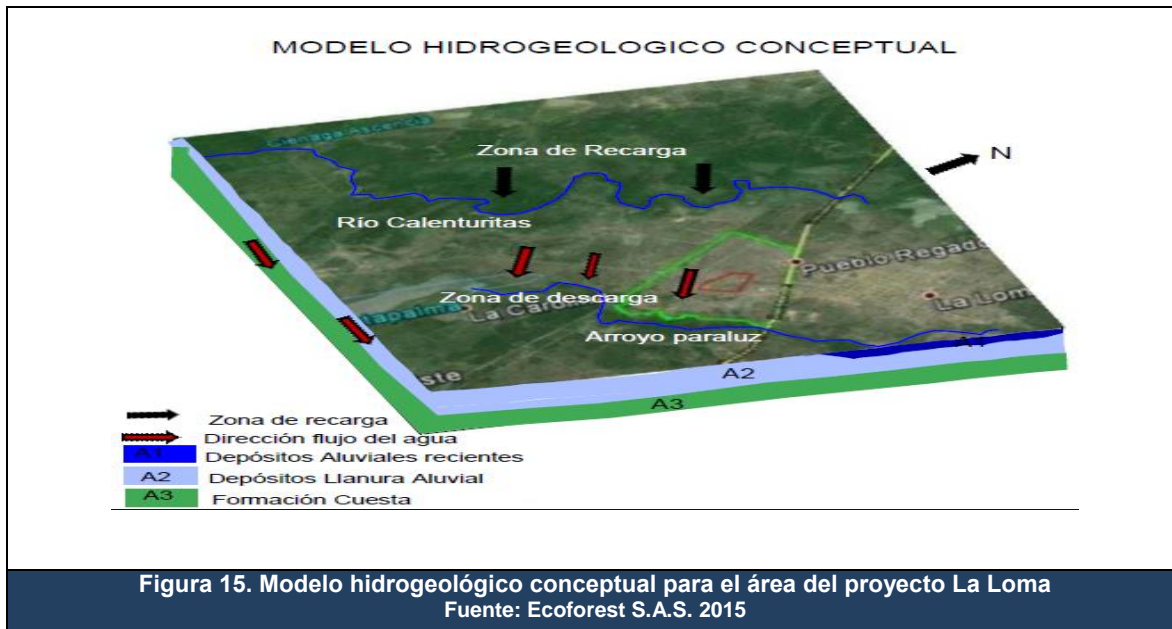 MODELO HIDROGEOLOGICO CONCEPTUAL
Zona de Recarga
N
Río Calenturitas
Pueblo Regado
Zona de descarga
La Loma
Arroyo paraluz
A1
A2
A3
Zona de recarga
Dirección flujo del agua
A1 Depósitos Aluviales recientes
A2 Depósitos Llanura Aluvial
A3 Formación Cuesta
Figura 15. Modelo hidrogeológico conceptual para el área del proyecto La Loma
Fuente: Ecoforest S.A.S. 2015